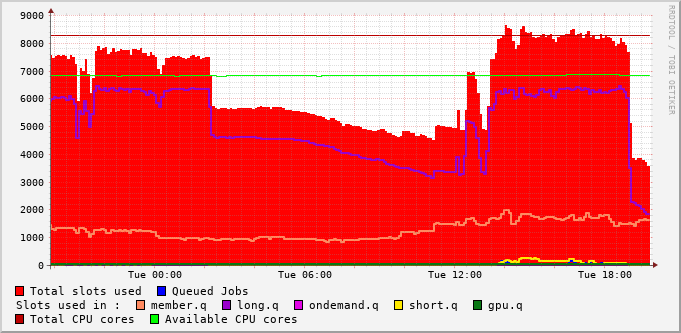 RRDTOOL / TOBI OETIKER
9000
8000
7000
6000
5000
4000
3000
2000
1000
0
Tue 00:00 Tue 06:00 Tue 12:00 Tue 18:00
Total slots used Queued Jobs
Slots used in : member.q long.q ondemand.q short.q gpu.q
Total CPU cores Available CPU cores